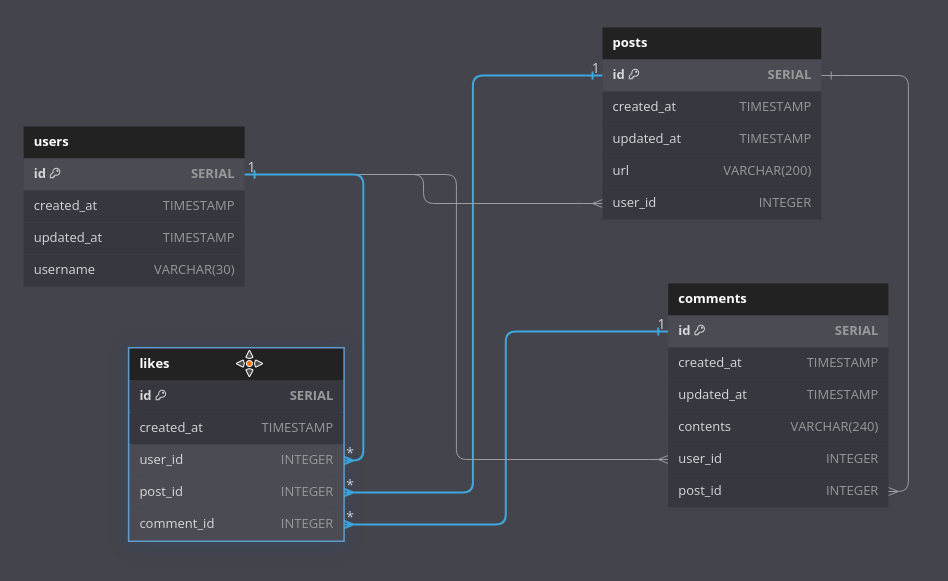 posts
1
id SERIAL
created_at TIMESTAMP
updated_at TIMESTAMP
url VARCHAR(200)
user_id INTEGER
users
1
id SERIAL
created_at TIMESTAMP
updated_at TIMESTAMP
username VARCHAR(30)
comments
1
id SERIAL
created_at TIMESTAMP
updated_at TIMESTAMP
contents VARCHAR(240)
user_id INTEGER
post_id INTEGER
likes
id SERIAL
created_at TIMESTAMP
user_id INTEGER *
post_id INTEGER *
comment_id INTEGER *